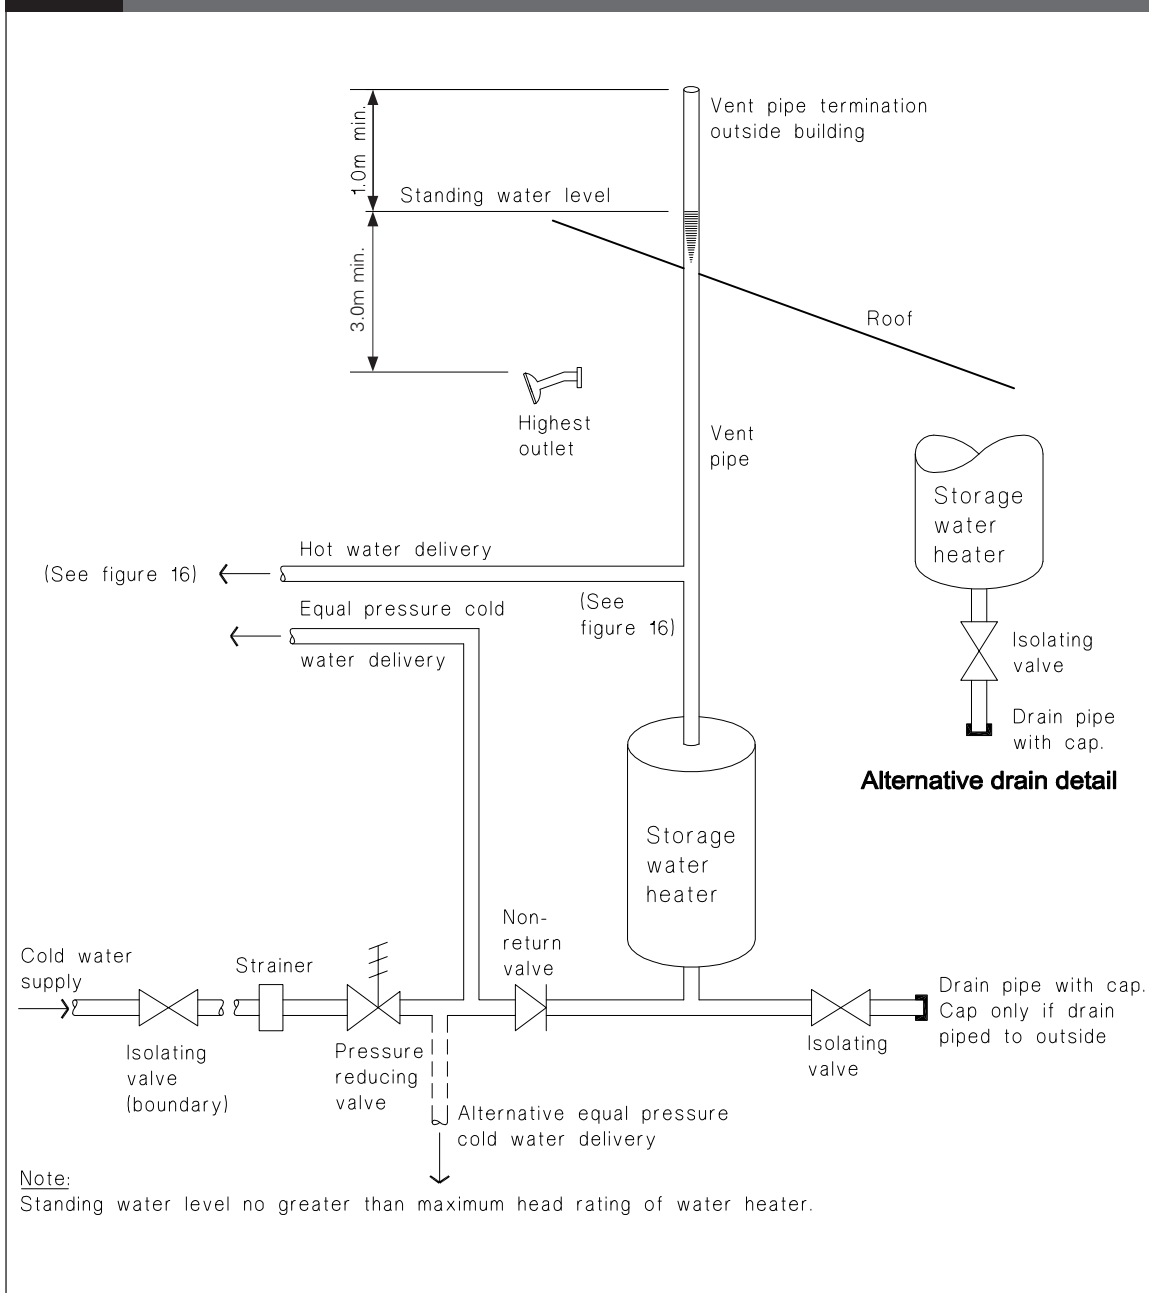 Vent pipe termination
outside building
1.0m min.
Standing water level
3.0m min.
Roof
Highest
outlet
Vent
pipe
Storage
water
heater
Hot water delivery
(See figure 16)
(See
figure 16)
Equal pressure cold
water delivery
Isolating
valve
Drain pipe
with cap.
Alternative drain detail
Storage
water
heater
Non-
return
valve
Cold water
supply
Strainer
Drain pipe with cap.
Cap only if drain
piped to outside
Isolating
valve
(boundary)
Pressure
reducing
valve
Isolating
valve
Alternative equal pressure
cold water delivery
Note:
Standing water level no greater than maximum head rating of water heater.